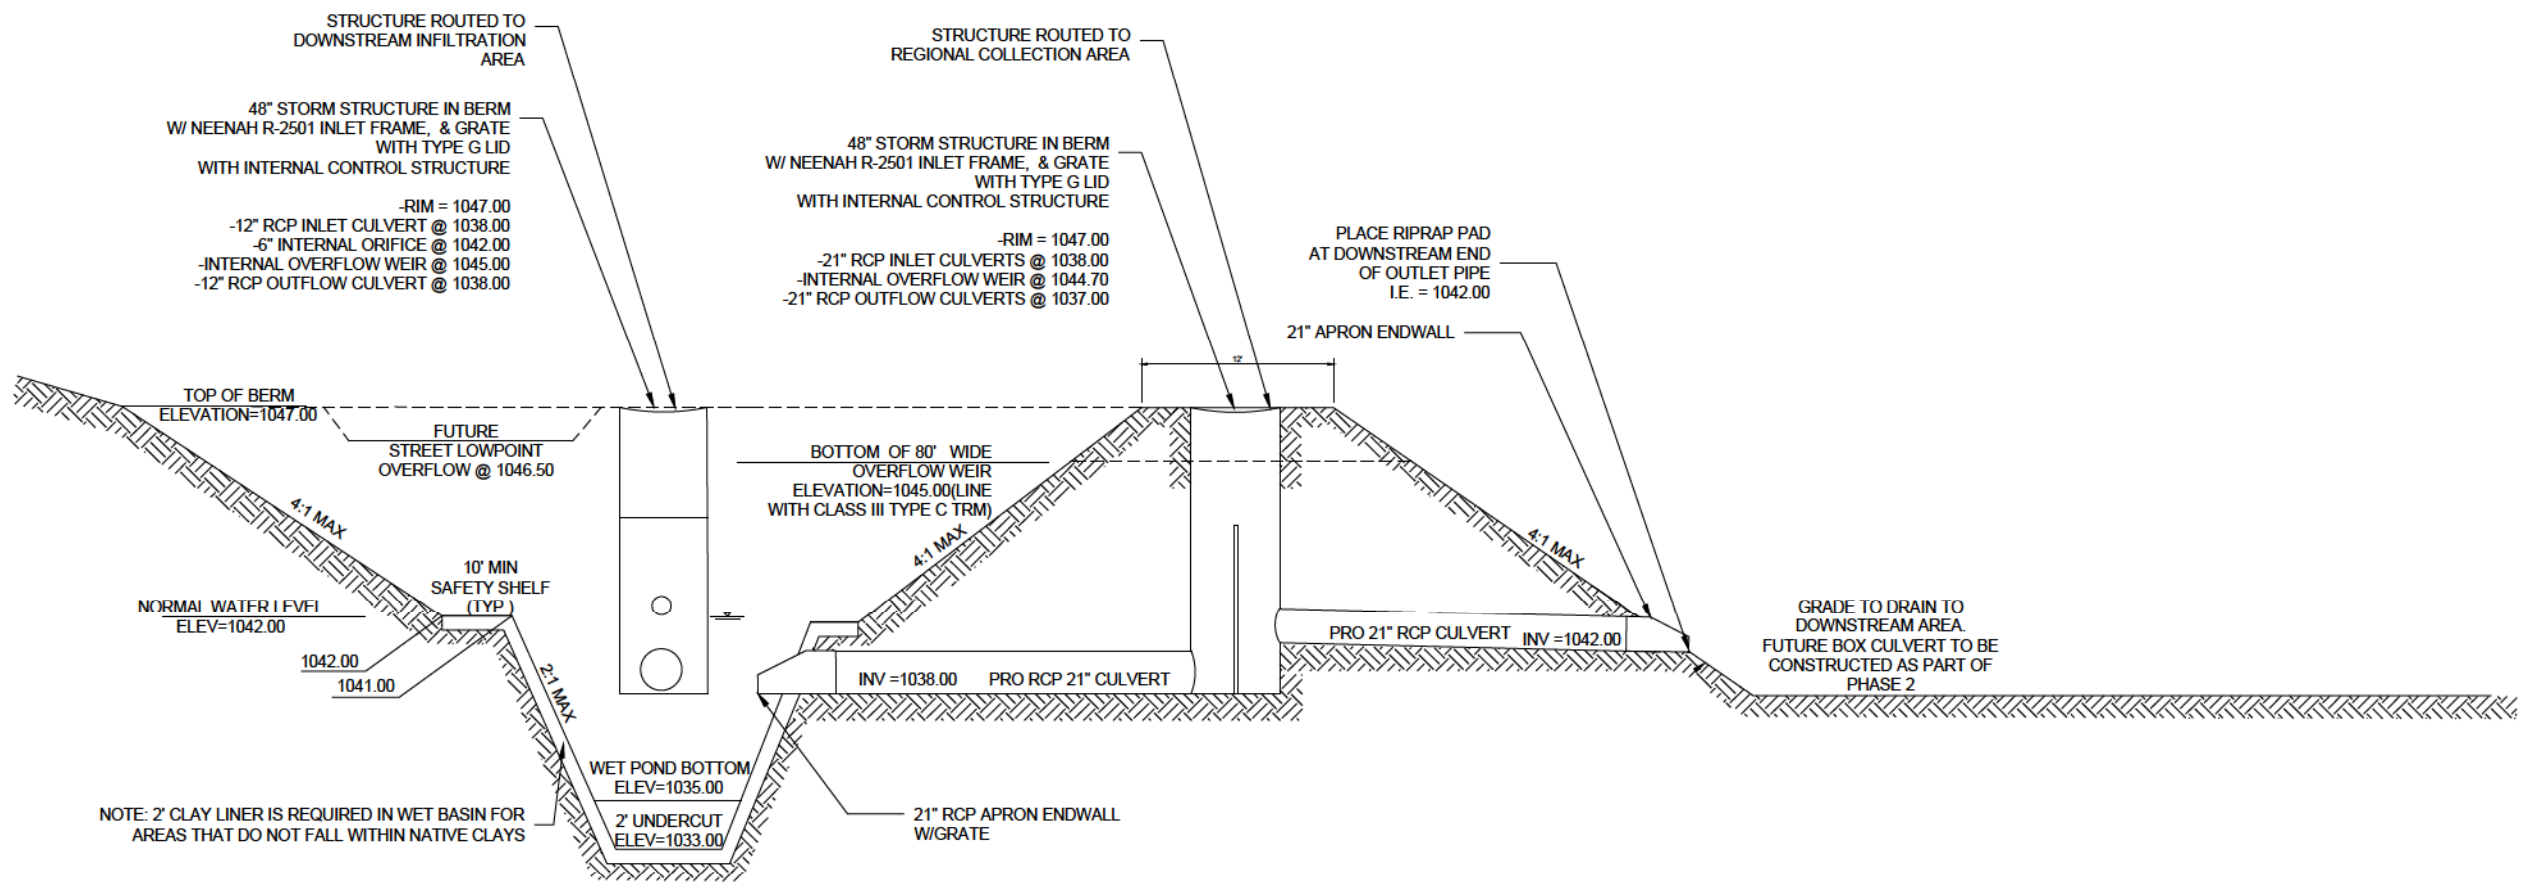 STRUCTURE ROUTED TO
DOWNSTREAM INFILTRATION
AREA
48" STORM STRUCTURE IN BERM
W/ NEENAH R-2501 INLET FRAME, & GRATE
WITH TYPE G LID
WITH INTERNAL CONTROL STRUCTURE
-RIM = 1047.00
-12" RCP INLET CULVERT @ 1038.00
-6" INTERNAL ORIFICE @ 1042.00
-INTERNAL OVERFLOW WEIR @ 1045.00
-12" RCP OUTFLOW CULVERT @ 1038.00
STRUCTURE ROUTED TO
REGIONAL COLLECTION AREA
48" STORM STRUCTURE IN BERM
W/ NEENAH R-2501 INLET FRAME, & GRATE
WITH TYPE G LID
WITH INTERNAL CONTROL STRUCTURE
-RIM = 1047.00
-21" RCP INLET CULVERTS @ 1038.00
-INTERNAL OVERFLOW WEIR @ 1044.70
-21" RCP OUTFLOW CULVERTS @ 1037.00
PLACE RIPRAP PAD
AT DOWNSTREAM END
OF OUTLET PIPE
I.E. = 1042.00
21" APRON ENDWALL
12'
TOP OF BERM
ELEVATION=1047.00
FUTURE
STREET LOWPOINT
OVERFLOW @ 1046.50
BOTTOM OF 80' WIDE
OVERFLOW WEIR
ELEVATION=1045.00(LINE
WITH CLASS III TYPE C TRM)
4:1 MAX
4:1 MAX
4:1 MAX
10' MIN
SAFETY SHELF
(TYP.)
NORMAL WATER LEVEL
ELEV=1042.00
1042.00
1041.00
2:1 MAX
INV =1038.00 PRO RCP 21" CULVERT
PRO 21" RCP CULVERT INV =1042.00
GRADE TO DRAIN TO
DOWNSTREAM AREA.
FUTURE BOX CULVERT TO BE
CONSTRUCTED AS PART OF
PHASE 2
WET POND BOTTOM
ELEV=1035.00
2' UNDERCUT
ELEV=1033.00
NOTE: 2' CLAY LINER IS REQUIRED IN WET BASIN FOR
AREAS THAT DO NOT FALL WITHIN NATIVE CLAYS
21" RCP APRON ENDWALL
W/GRATE